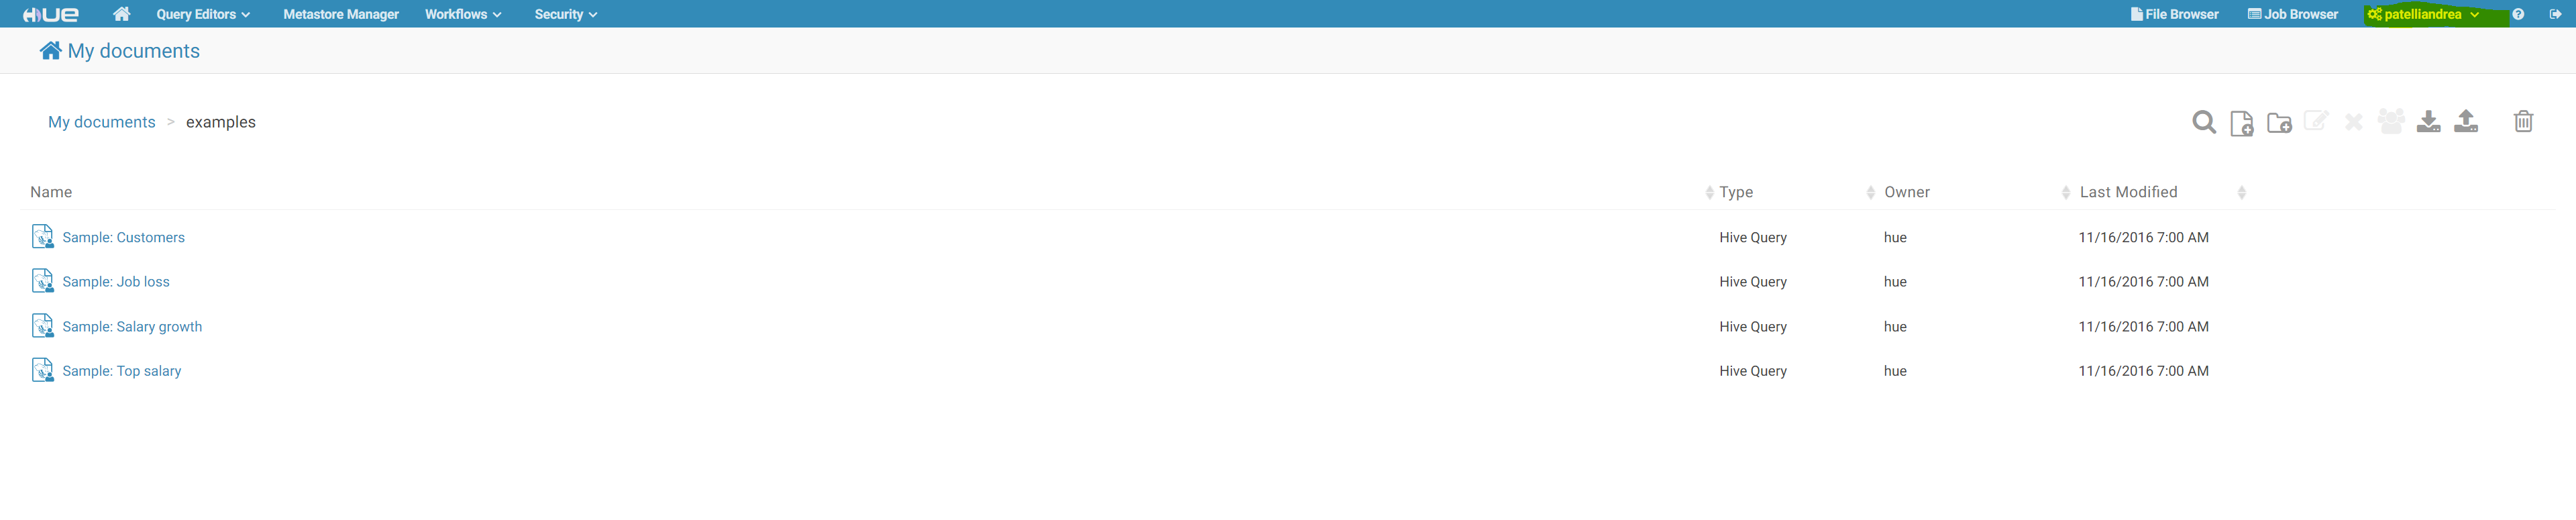 HUE Query Editors Metastore Manager Workflows Security File Browser Job Browser patelliandrea
My documents
My documents > examples
Name Type Owner Last Modified
Sample: Customers Hive Query hue 11/16/2016 7:00 AM
Sample: Job loss Hive Query hue 11/16/2016 7:00 AM
Sample: Salary growth Hive Query hue 11/16/2016 7:00 AM
Sample: Top salary Hive Query hue 11/16/2016 7:00 AM